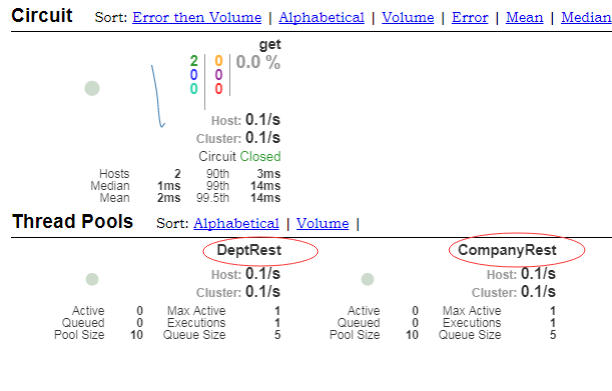 Circuit Sort: Error then Volume | Alphabetical | Volume | Error | Mean | Median
get
2 0 0.0 %
0 0
0 0
Host: 0.1/s
Cluster: 0.1/s
Circuit Closed
Hosts 2 90th 3ms
Median 1ms 99th 14ms
Mean 2ms 99.5th 14ms
Thread Pools Sort: Alphabetical | Volume |
DeptRest CompanyRest
Host: 0.1/s Host: 0.1/s
Cluster: 0.1/s Cluster: 0.1/s
Active 0 Max Active 1 Active 0 Max Active 1
Queued 0 Executions 1 Queued 0 Executions 1
Pool Size 10 Queue Size 5 Pool Size 10 Queue Size 5